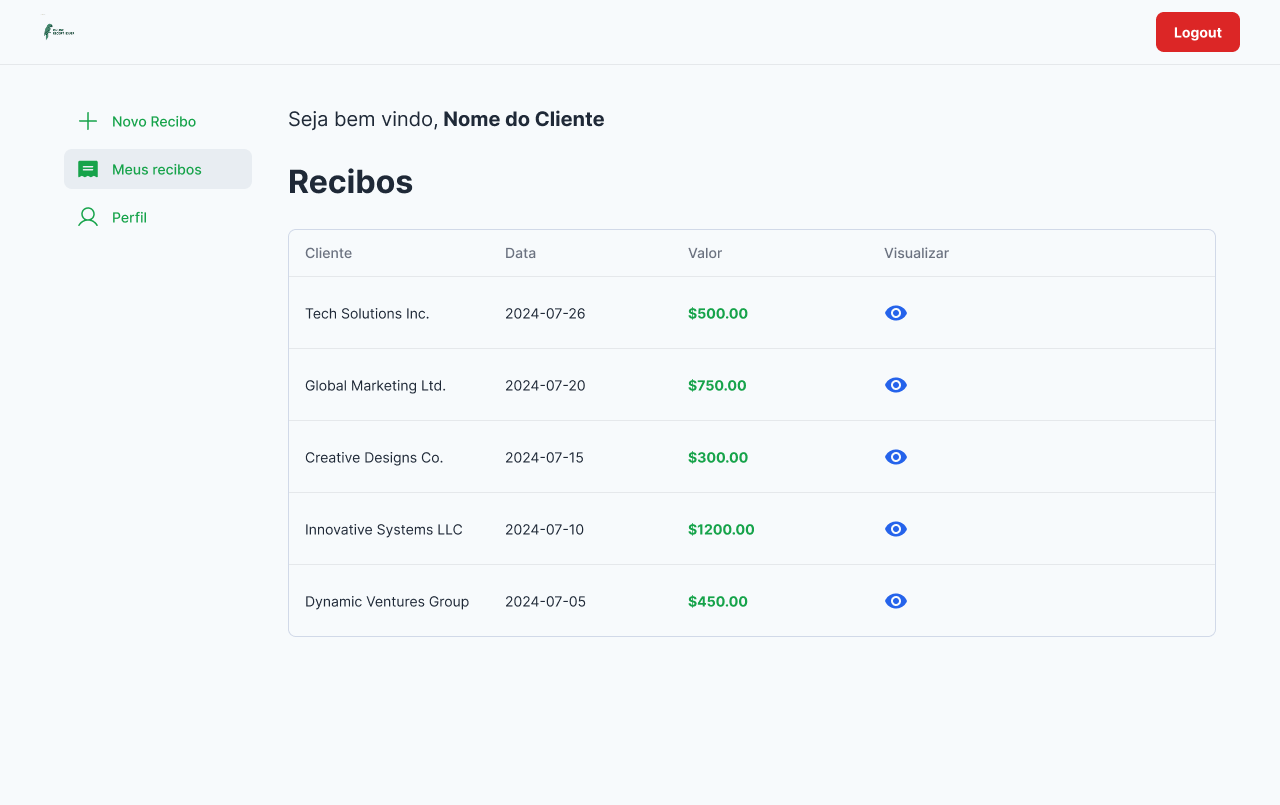 Logout
Novo Recibo
Meus recibos
Perfil
Seja bem vindo, Nome do Cliente
Recibos
Cliente Data Valor Visualizar
Tech Solutions Inc. 2024-07-26 $500.00
Global Marketing Ltd. 2024-07-20 $750.00
Creative Designs Co. 2024-07-15 $300.00
Innovative Systems LLC 2024-07-10 $1200.00
Dynamic Ventures Group 2024-07-05 $450.00